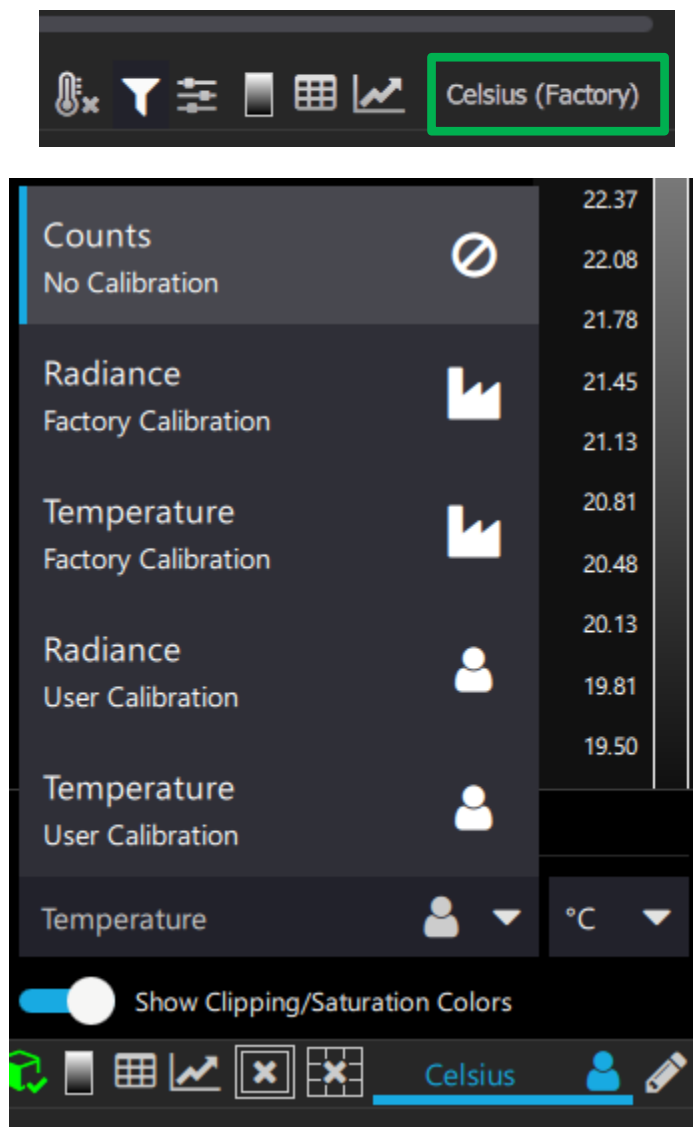 Celsius (Factory)
Counts
No Calibration
Radiance
Factory Calibration
Temperature
Factory Calibration
Radiance
User Calibration
Temperature
User Calibration
22.37
22.08
21.78
21.45
21.13
20.81
20.48
20.13
19.81
19.50
Temperature
°C
Show Clipping/Saturation Colors
Celsius